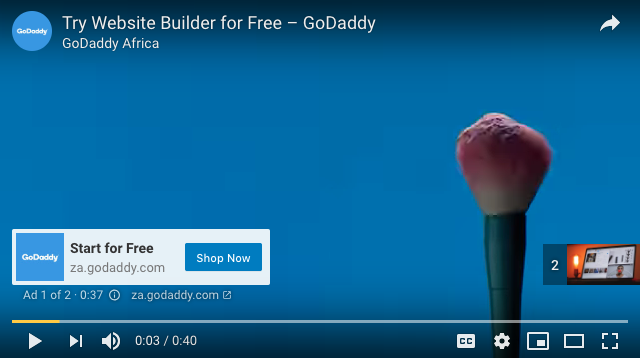 GoDaddy
Try Website Builder for Free – GoDaddy
GoDaddy Africa
GoDaddy
Start for Free
za.godaddy.com
Shop Now
2
Ad 1 of 2 · 0:37
za.godaddy.com
0:03 / 0:40
CC